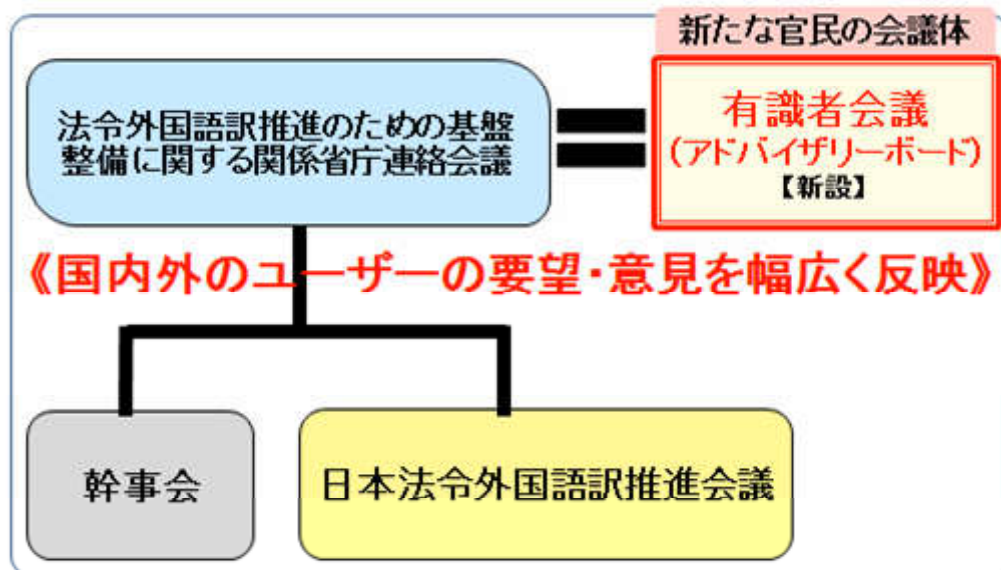 新たな官民の会議体
法令外国語訳推進のための基盤
整備に関する関係省庁連絡会議
有識者会議
(アドバイザリーボード)
【新設】
《国内外のユーザーの要望・意見を幅広く反映》
幹事会
日本法令外国語訳推進会議